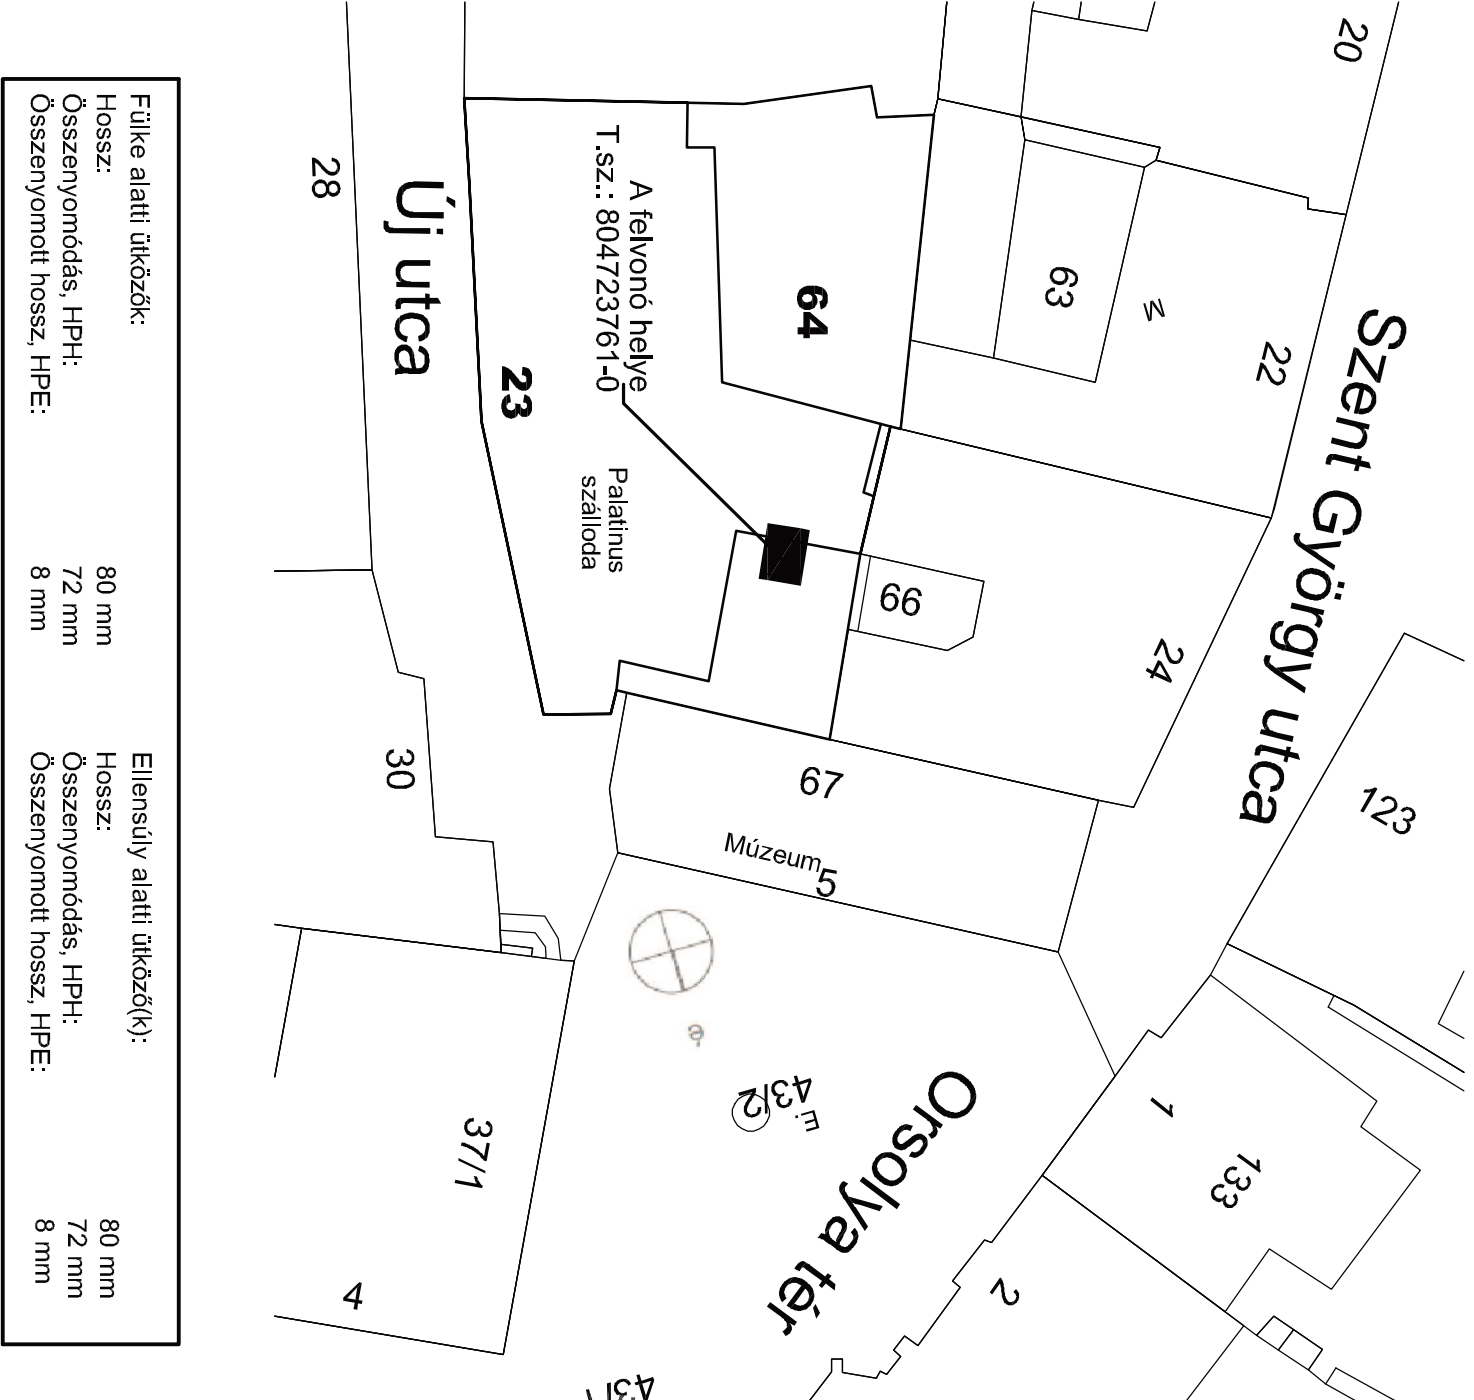 Fülke alatti ütközők:
Hossz: 80 mm
Összenyomódás, HPH: 72 mm
Összenyomott hossz, HPE: 8 mm
Ellensúly alatti ütköző(k):
Hossz: 80 mm
Összenyomódás, HPH: 72 mm
Összenyomott hossz, HPE: 8 mm
20
Szent György utca
22
M
63
64
A felvonó helye
T.sz.: 804723761-0
23
Új utca
28
Palatinus
szálloda
66
24
123
67
Múzeum
5
30
é
43/2
E.
Orsolya tér
1
133
2
37/1
4
43/1